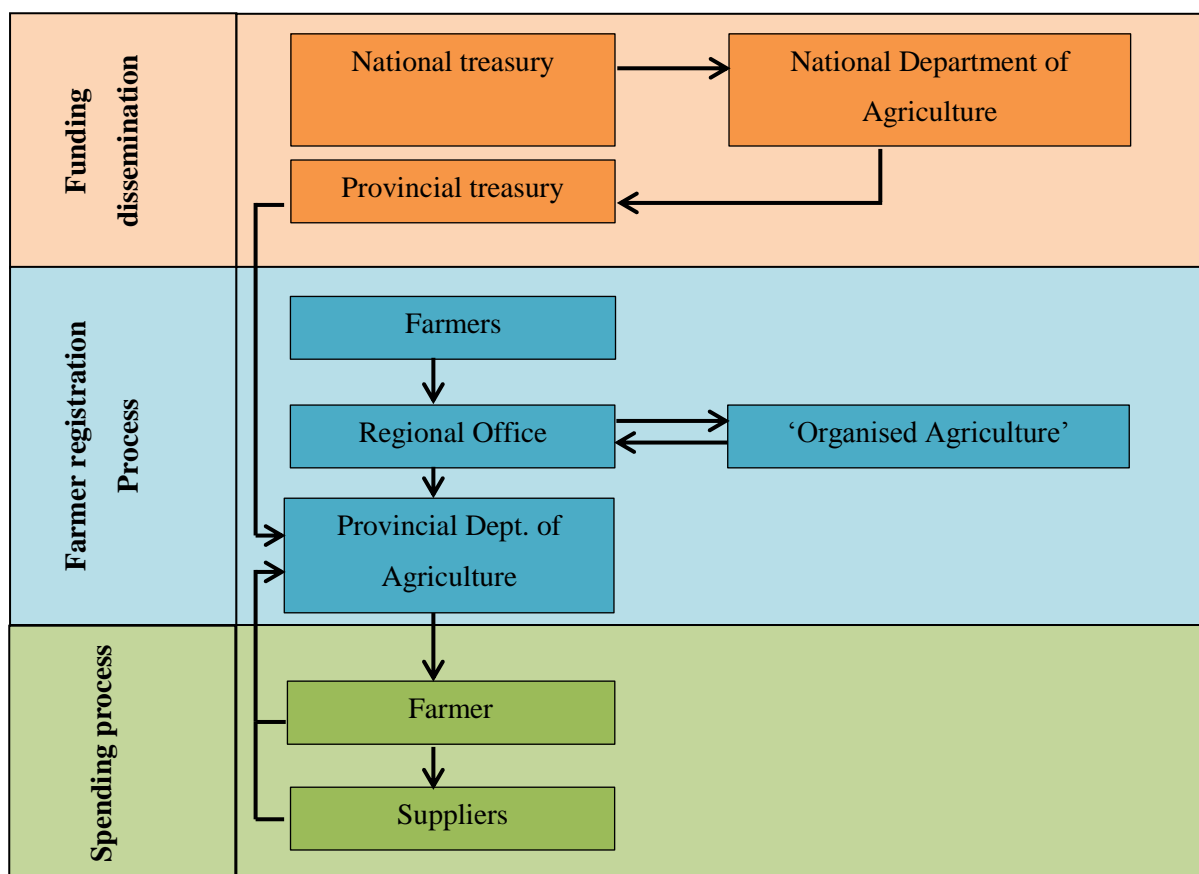 Funding
dissemination
National treasury
National Department of
Agriculture
Provincial treasury
Farmer registration
Process
Farmers
Regional Office
‘Organised Agriculture’
Provincial Dept. of
Agriculture
Spending process
Farmer
Suppliers